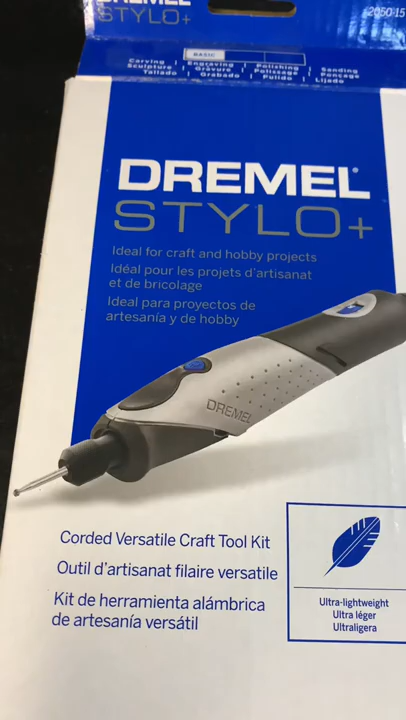 DREMEL
STYLO+
2050-15
BASIC
Carving | Engraving | Polishing | Sanding
Sculpture | Gravure | Polissage | Ponçage
Tallado | Grabado | Pulido | Lijado
DREMEL®
STYLO+
Ideal for craft and hobby projects
Idéal pour les projets d'artisanat
et de bricolage
Ideal para proyectos de
artesanía y de hobby
DREMEL
Corded Versatile Craft Tool Kit
Outil d'artisanat filaire versatile
Kit de herramienta alámbrica
de artesanía versátil
Ultra-lightweight
Ultra léger
Ultraligera